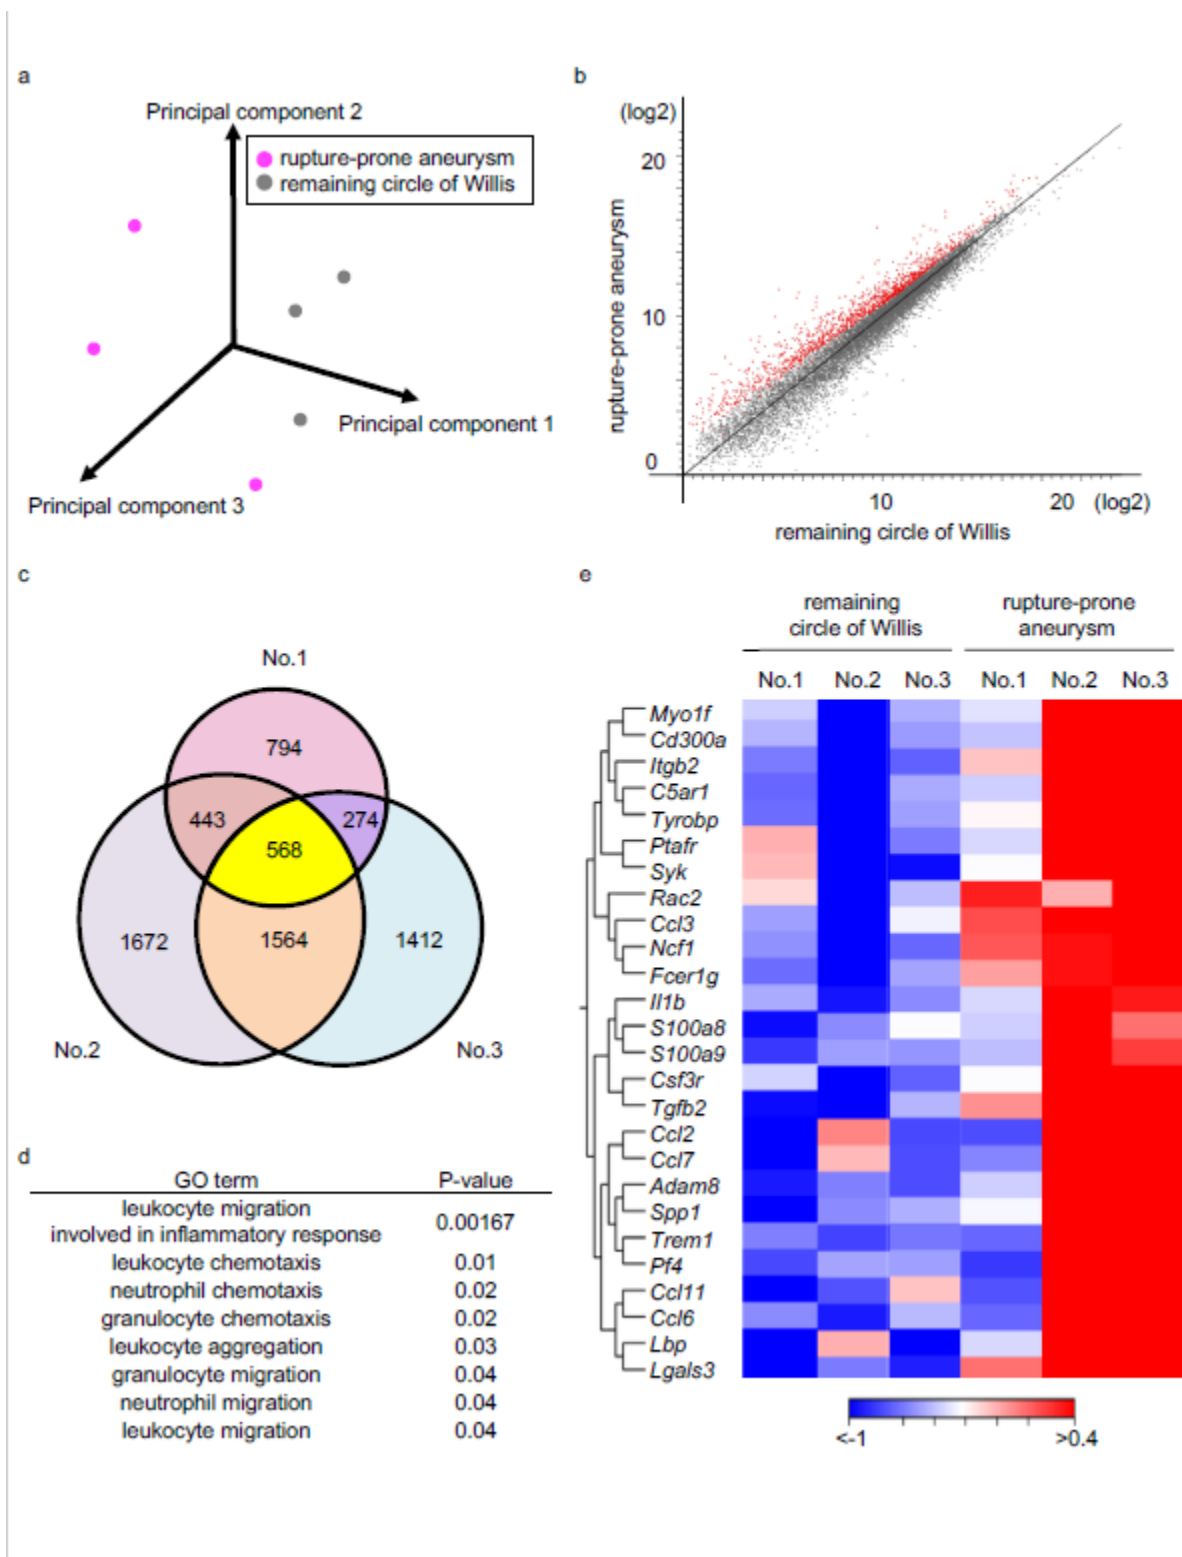 a
Principal component 2
rupture-prone aneurysm
remaining circle of Willis
Principal component 1
Principal component 3
b
(log2)
20
10
0
rupture-prone aneurysm
10
20
(log2)
remaining circle of Willis
c
No.1
794
443
274
568
1672
1564
1412
No.2
No.3
d
GO term P-value
leukocyte migration
involved in inflammatory response 0.00167
leukocyte chemotaxis 0.01
neutrophil chemotaxis 0.02
granulocyte chemotaxis 0.02
leukocyte aggregation 0.03
granulocyte migration 0.04
neutrophil migration 0.04
leukocyte migration 0.04
e
remaining
circle of Willis
rupture-prone
aneurysm
No.1 No.2 No.3 No.1 No.2 No.3
Myo1f
Cd300a
Itgb2
C5ar1
Tyrobp
Ptafr
Syk
Rac2
Ccl3
Ncf1
Fcer1g
Il1b
S100a8
S100a9
Csf3r
Tgfb2
Ccl2
Ccl7
Adam8
Spp1
Trem1
Pf4
Ccl11
Ccl6
Lbp
Lgals3
<-1
>0.4